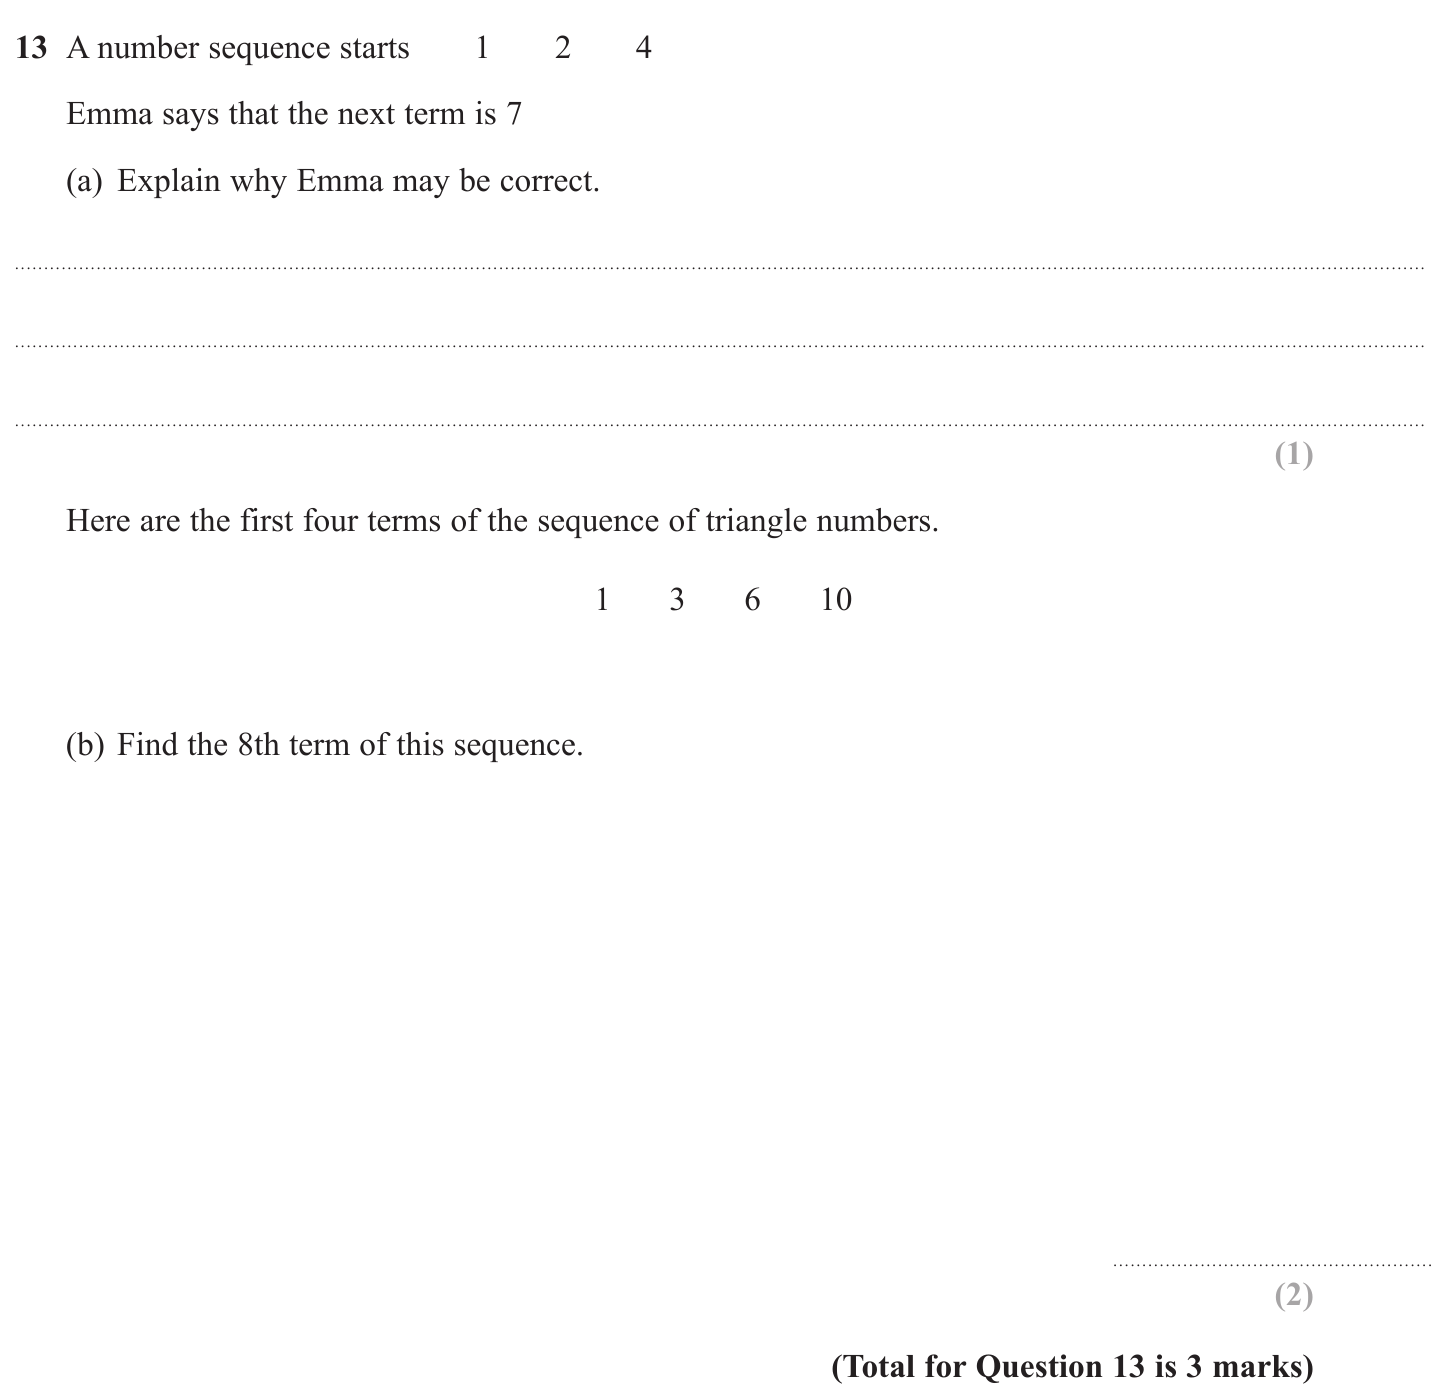 13 A number sequence starts 1 2 4
Emma says that the next term is 7
(a) Explain why Emma may be correct.
(1)
Here are the first four terms of the sequence of triangle numbers.
1 3 6 10
(b) Find the 8th term of this sequence.
(2)
(Total for Question 13 is 3 marks)